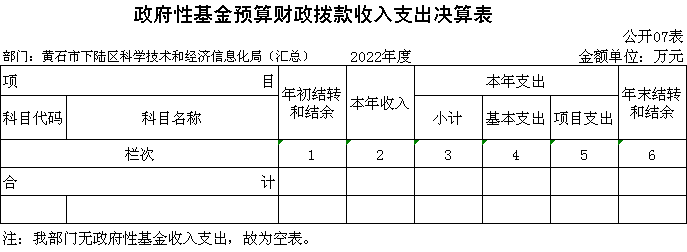 政府性基金预算财政拨款收入支出决算表
公开07表
部门：黄石市下陆区科学技术和经济信息化局（汇总） 2022年度 金额单位：万元
项 目 年初结转和结余 本年收入 本年支出 年末结转和结余
科目代码 科目名称 小计 基本支出 项目支出
栏次 1 2 3 4 5 6
合 计
注：我部门无政府性基金收入支出，故为空表。